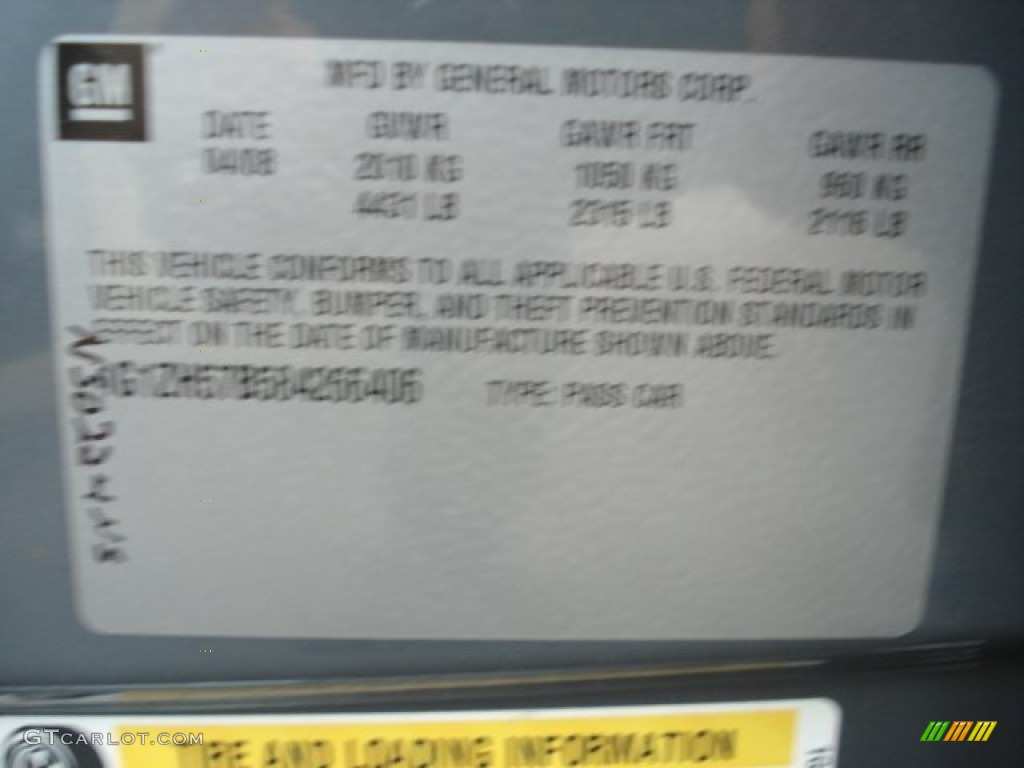 GM
MFD BY GENERAL MOTORS CORP.
DATE GVWR GAWR FRT GAWR RR
04/08 2010 KG 1050 KG 960 KG
4431 LB 2315 LB 2116 LB
THIS VEHICLE CONFORMS TO ALL APPLICABLE U.S. FEDERAL MOTOR
VEHICLE SAFETY, BUMPER, AND THEFT PREVENTION STANDARDS IN
EFFECT ON THE DATE OF MANUFACTURE SHOWN ABOVE.
TYPE: PASS CAR
TIRE AND LOADING INFORMATION
GTCARLOT.COM